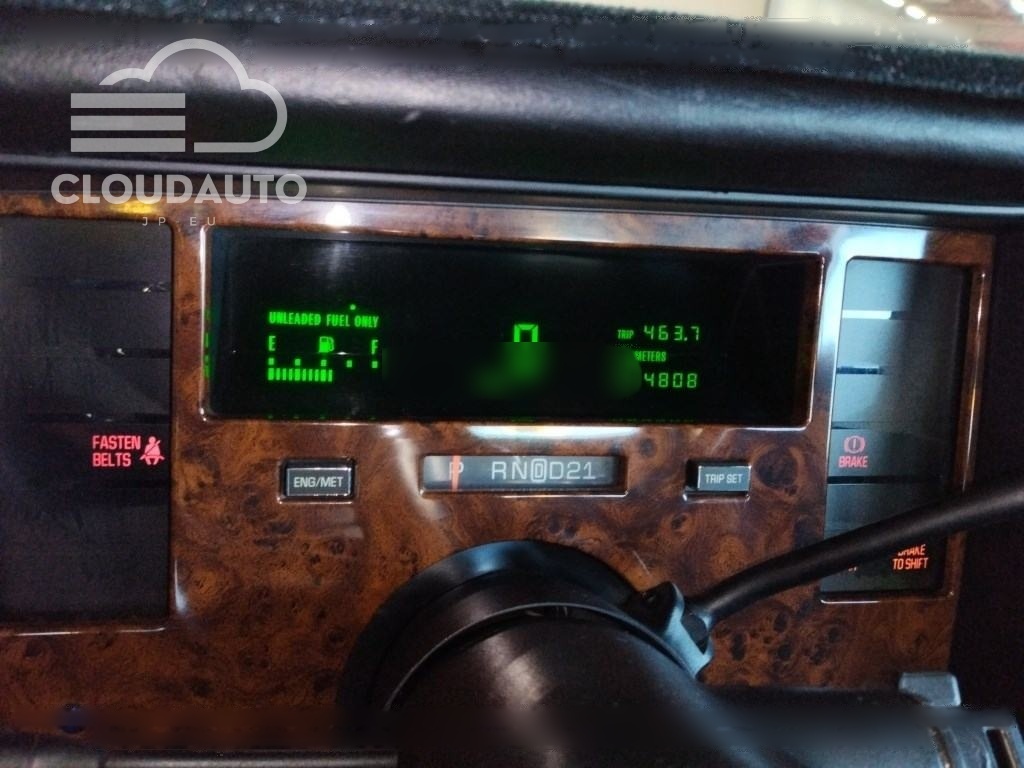 CLOUDAUTO
JP EU
UNLEADED FUEL ONLY
E F
0
TRIP 463.7
METERS
4808
FASTEN
BELTS
ENG/MET
P RN D21
TRIP SET
BRAKE
BRAKE
TO SHIFT